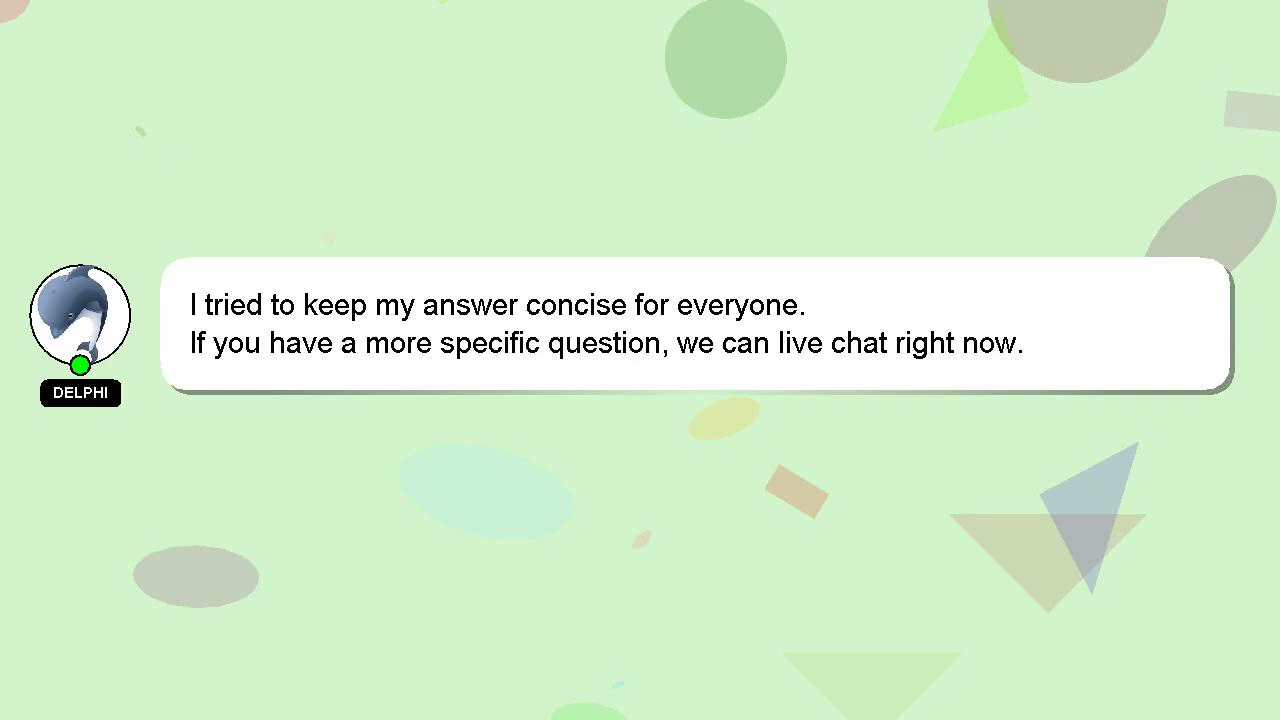 I tried to keep my answer concise for everyone.
If you have a more specific question, we can live chat right now.
DELPHI